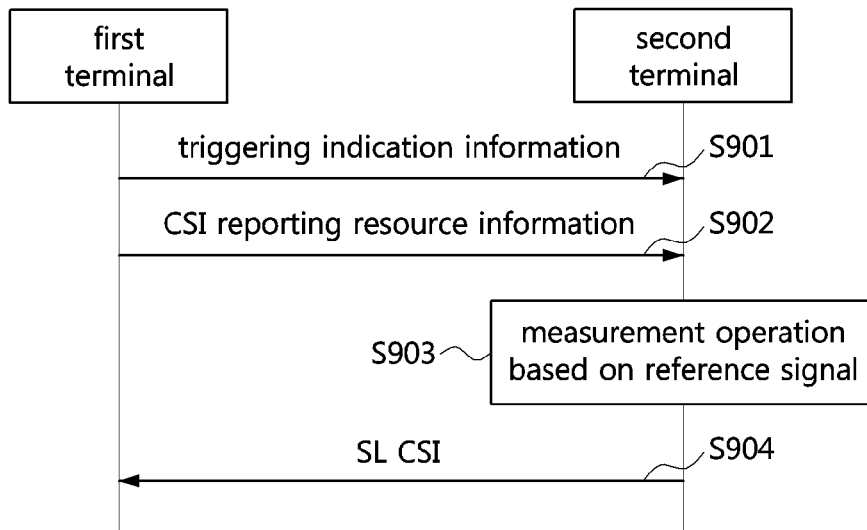 first
terminal
second
terminal
triggering indication information
S901
CSI reporting resource information
S902
S903
measurement operation
based on reference signal
SL CSI
S904